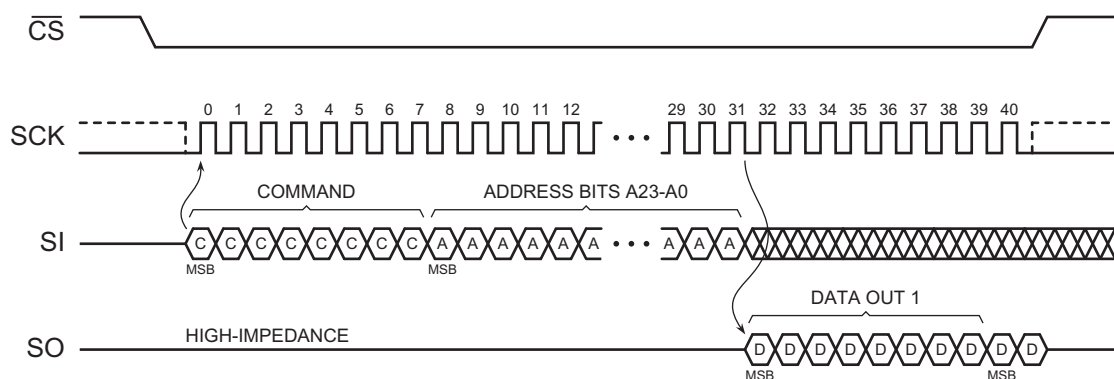 CS
0 1 2 3 4 5 6 7 8 9 10 11 12 29 30 31 32 33 34 35 36 37 38 39 40
SCK
COMMAND ADDRESS BITS A23-A0
SI C C C C C C C C A A A A A A A A A
MSB MSB
DATA OUT 1
HIGH-IMPEDANCE
SO D D D D D D D D D D
MSB MSB